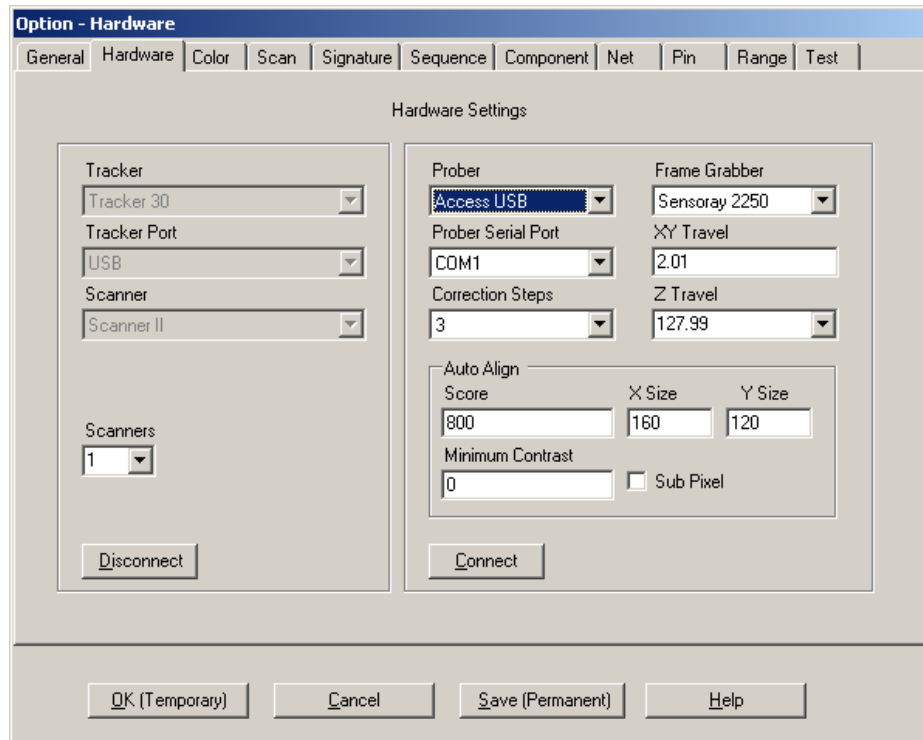 Option - Hardware
General Hardware Color Scan Signature Sequence Component Net Pin Range Test
Hardware Settings
Tracker
Tracker 30
Tracker Port
USB
Scanner
Scanner II
Scanners
1
Disconnect
Prober
Access USB
Frame Grabber
Sensoray 2250
Prober Serial Port
COM1
XY Travel
2.01
Correction Steps
3
Z Travel
127.99
Auto Align
Score
800
X Size
160
Y Size
120
Minimum Contrast
0
Sub Pixel
Connect
OK (Temporary) Cancel Save (Permanent) Help